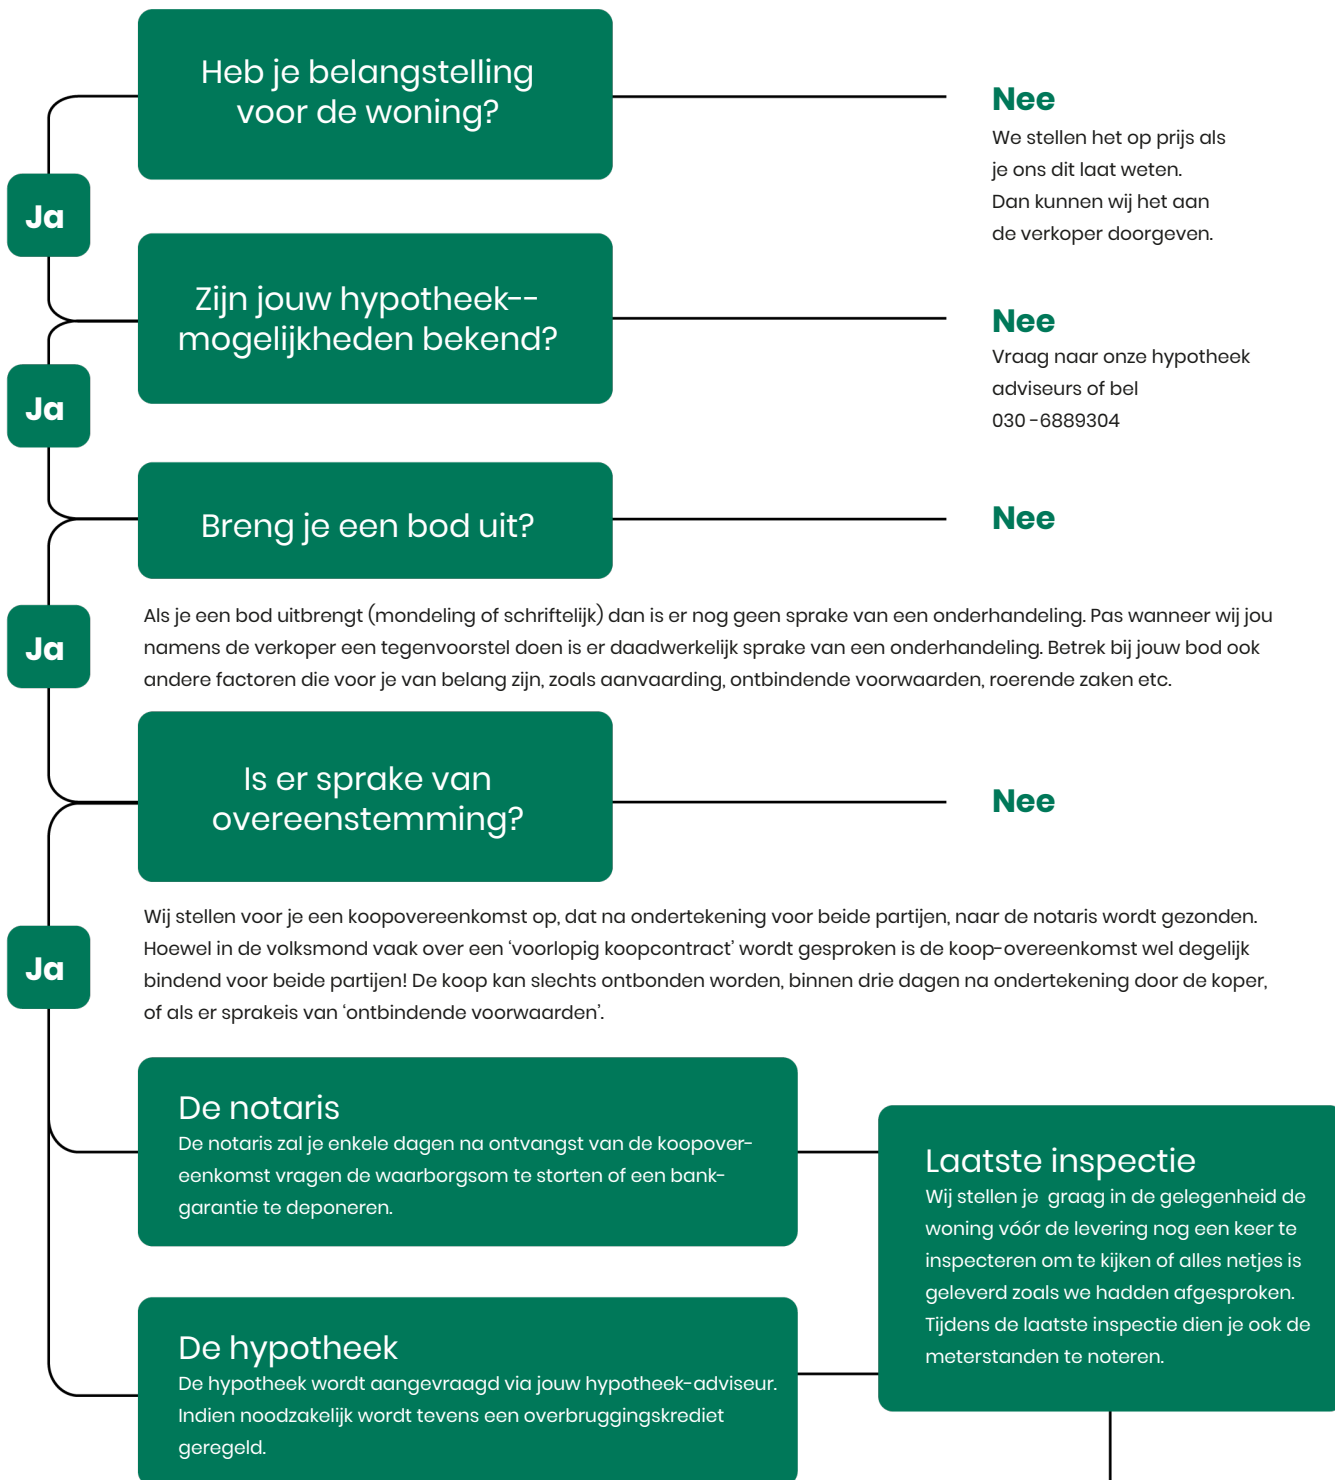 Heb je belangstelling
voor de woning?
Nee
We stellen het op prijs als
je ons dit laat weten.
Dan kunnen wij het aan
de verkoper doorgeven.
Ja
Zijn jouw hypotheek--
mogelijkheden bekend?
Nee
Vraag naar onze hypotheek
adviseurs of bel
030 -6889304
Ja
Breng je een bod uit?
Nee
Ja
Als je een bod uitbrengt (mondeling of schriftelijk) dan is er nog geen sprake van een onderhandeling. Pas wanneer wij jou
namens de verkoper een tegenvoorstel doen is er daadwerkelijk sprake van een onderhandeling. Betrek bij jouw bod ook
andere factoren die voor je van belang zijn, zoals aanvaarding, ontbindende voorwaarden, roerende zaken etc.
Is er sprake van
overeenstemming?
Nee
Ja
Wij stellen voor je een koopovereenkomst op, dat na ondertekening voor beide partijen, naar de notaris wordt gezonden.
Hoewel in de volksmond vaak over een ‘voorlopig koopcontract’ wordt gesproken is de koop-overeenkomst wel degelijk
bindend voor beide partijen! De koop kan slechts ontbonden worden, binnen drie dagen na ondertekening door de koper,
of als er sprakeis van ‘ontbindende voorwaarden’.
De notaris
De notaris zal je enkele dagen na ontvangst van de koopover-
eenkomst vragen de waarborgsom te storten of een bank-
garantie te deponeren.
Laatste inspectie
Wij stellen je  graag in de gelegenheid de
woning vóór de levering nog een keer te
inspecteren om te kijken of alles netjes is
geleverd zoals we hadden afgesproken.
Tijdens de laatste inspectie dien je ook de
meterstanden te noteren.
De hypotheek
De hypotheek wordt aangevraagd via jouw hypotheek-adviseur.
Indien noodzakelijk wordt tevens een overbruggingskrediet
geregeld.